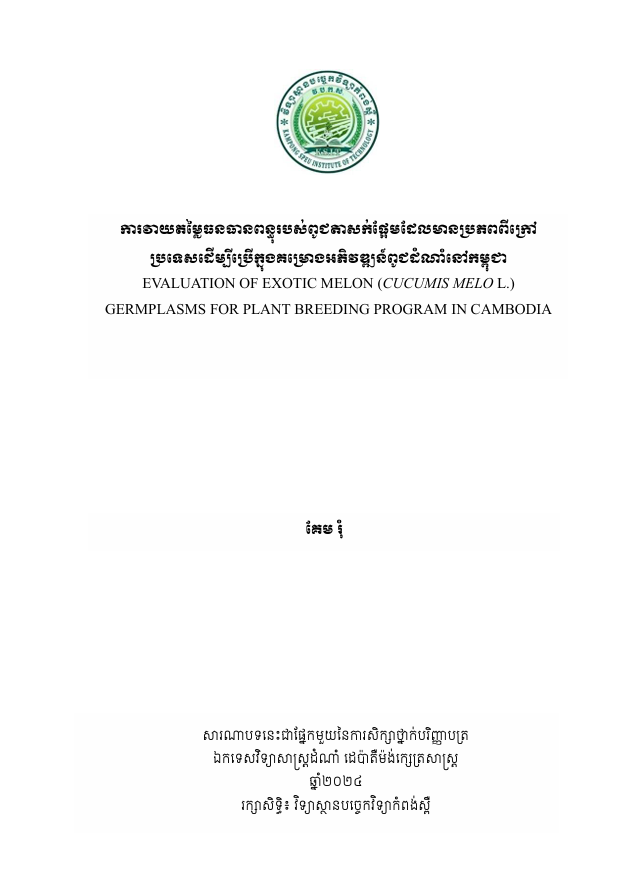 វិទ្យាស្ថានបច្ចេកវិទ្យាកំពង់ស្ពឺ
វ ប ក ស
KSIT
KAMPONG SPEU INSTITUTE OF TECHNOLOGY
ការវាយតម្លៃធនធានពន្ធុរបស់ពូជតាសក់ផ្អែមដែលមានប្រភពពីក្រៅ
ប្រទេសដើម្បីប្រើក្នុងគម្រោងអភិវឌ្ឍន៍ពូជដំណាំនៅកម្ពុជា
EVALUATION OF EXOTIC MELON (CUCUMIS MELO L.)
GERMPLASMS FOR PLANT BREEDING PROGRAM IN CAMBODIA
គែម រុំ
សារណាបទនេះជាផ្នែកមួយនៃការសិក្សាថ្នាក់បរិញ្ញាបត្រ
ឯកទេសវិទ្យាសាស្ត្រដំណាំ ដេប៉ាតឺម៉ង់ក្សេត្រសាស្ត្រ
ឆ្នាំ២០២៤
រក្សាសិទ្ធិ៖ វិទ្យាស្ថានបច្ចេកវិទ្យាកំពង់ស្ពឺ